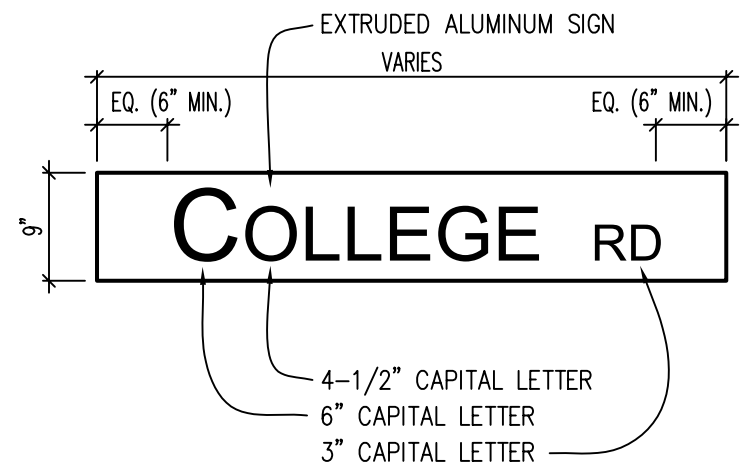 EXTRUDED ALUMINUM SIGN
VARIES
EQ. (6” MIN.)
EQ. (6” MIN.)
9”
COLLEGE RD
4-1/2” CAPITAL LETTER
6” CAPITAL LETTER
3” CAPITAL LETTER